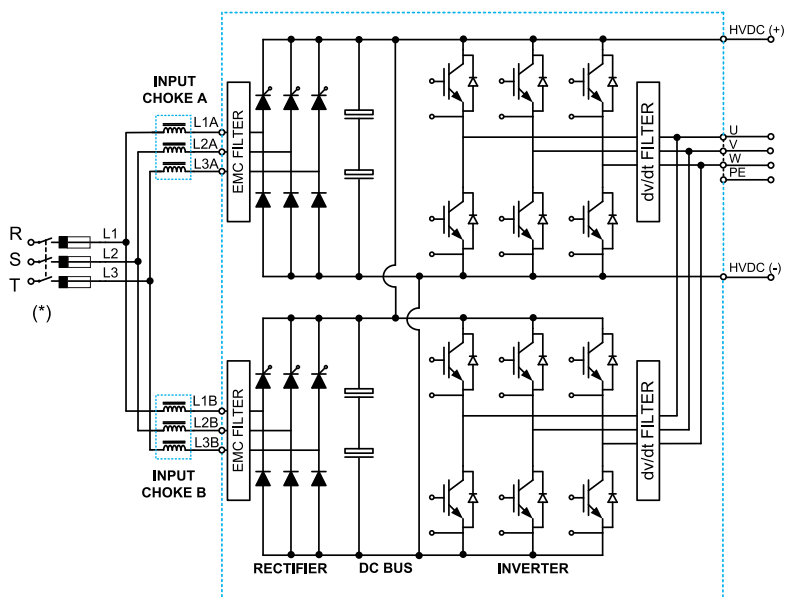 HVDC (+)
INPUT
CHOKE A
L1A
L2A
L3A
EMC FILTER
dv/dt FILTER
U
V
W
PE
R
S
T
(*)
L1
L2
L3
HVDC (-)
L1B
L2B
L3B
EMC FILTER
dv/dt FILTER
INPUT
CHOKE B
RECTIFIER
DC BUS
INVERTER